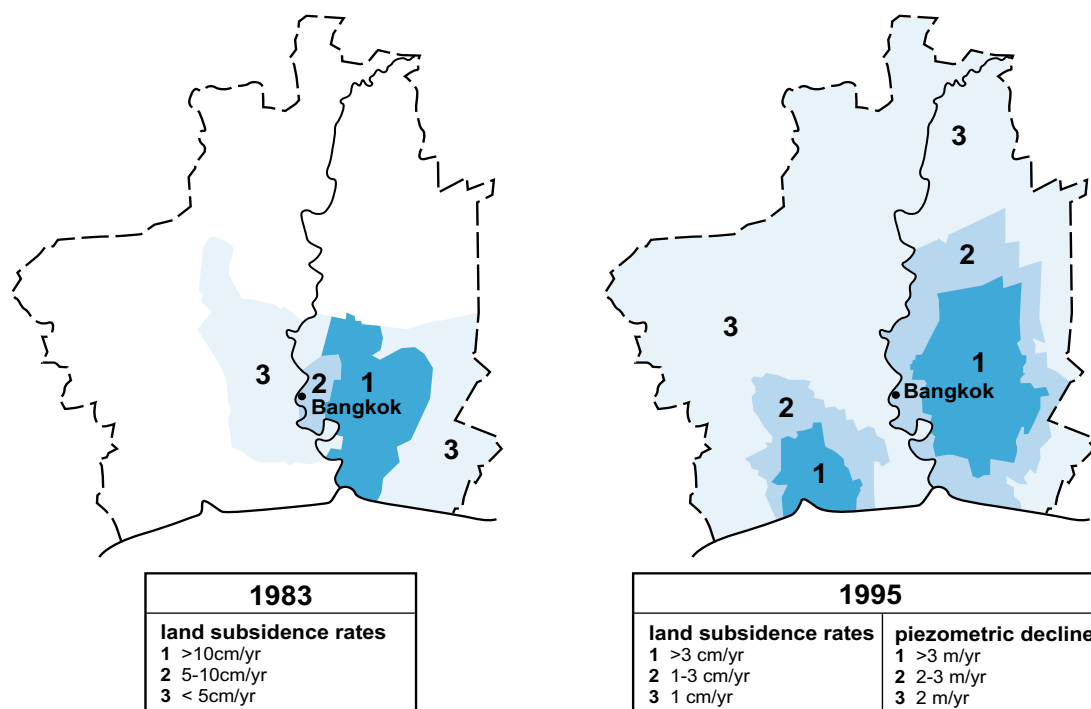 3
2
1
Bangkok
3
3
2
3
1
Bangkok
2
1
1983
land subsidence rates
1 >10cm/yr
2 5-10cm/yr
3 < 5cm/yr
1995
land subsidence rates
1 >3 cm/yr
2 1-3 cm/yr
3 1 cm/yr
piezometric decline
1 >3 m/yr
2 2-3 m/yr
3 2 m/yr